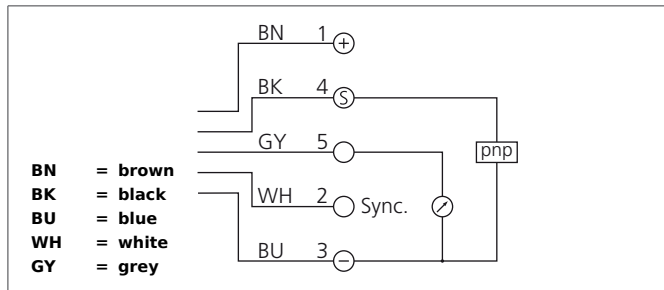 BN 1 +
BK 4 S
GY 5
WH 2 Sync.
BU 3 −
pnp
BN = brown
BK = black
BU = blue
WH = white
GY = grey